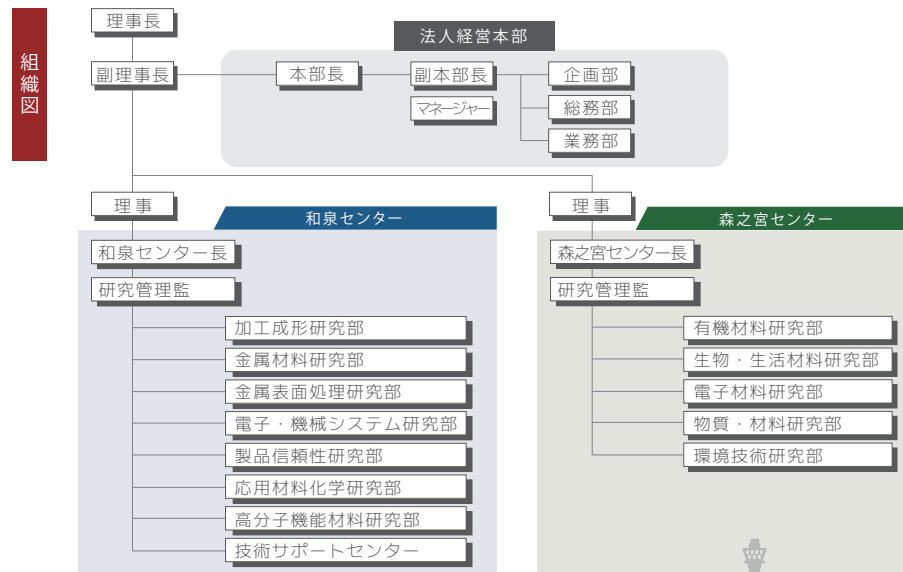 組織図
理事長
法人経営本部
副理事長
本部長
副本部長
企画部
マネージャー
総務部
業務部
理事
和泉センター
和泉センター長
研究管理監
加工成形研究部
金属材料研究部
金属表面処理研究部
電子・機械システム研究部
製品信頼性研究部
応用材料化学研究部
高分子機能材料研究部
技術サポートセンター
理事
森之宮センター
森之宮センター長
研究管理監
有機材料研究部
生物・生活材料研究部
電子材料研究部
物質・材料研究部
環境技術研究部